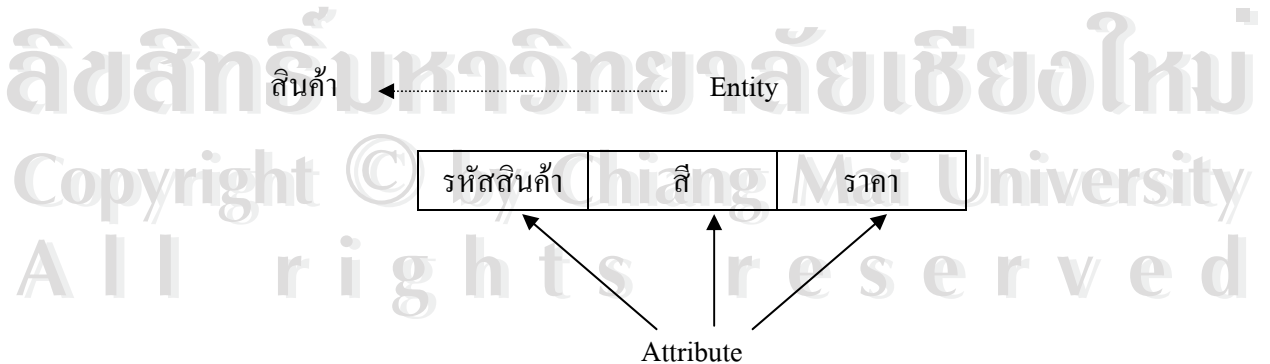 ลิขสิทธิ์มหาวิทยาลัยเชียงใหม่
สินค้า Entity
Copyright © by Chiang Mai University
รหัสสินค้า สี ราคา
All rights reserved
Attribute